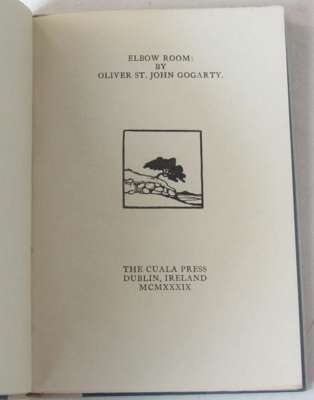 ELBOW ROOM:
BY
OLIVER ST. JOHN GOGARTY.
THE CUALA PRESS
DUBLIN, IRELAND
MCMXXXIX